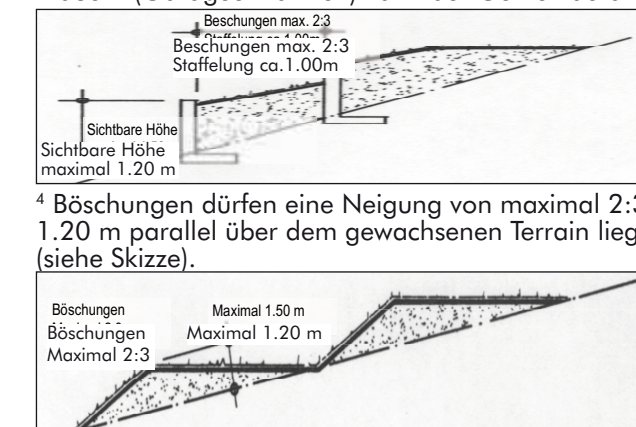 Beschungen max. 2:3
Beschungen max. 2:3
Staffelung ca.1.00m
Sichtbare Höhe
Sichtbare Höhe
maximal 1.20 m
⁴ Böschungen dürfen eine Neigung von maximal 2:3
1.20 m parallel über dem gewachsenen Terrain lieg
(siehe Skizze).
Böschungen
Maximal 1.50 m
Böschungen
Maximal 1.20 m
Maximal 2:3